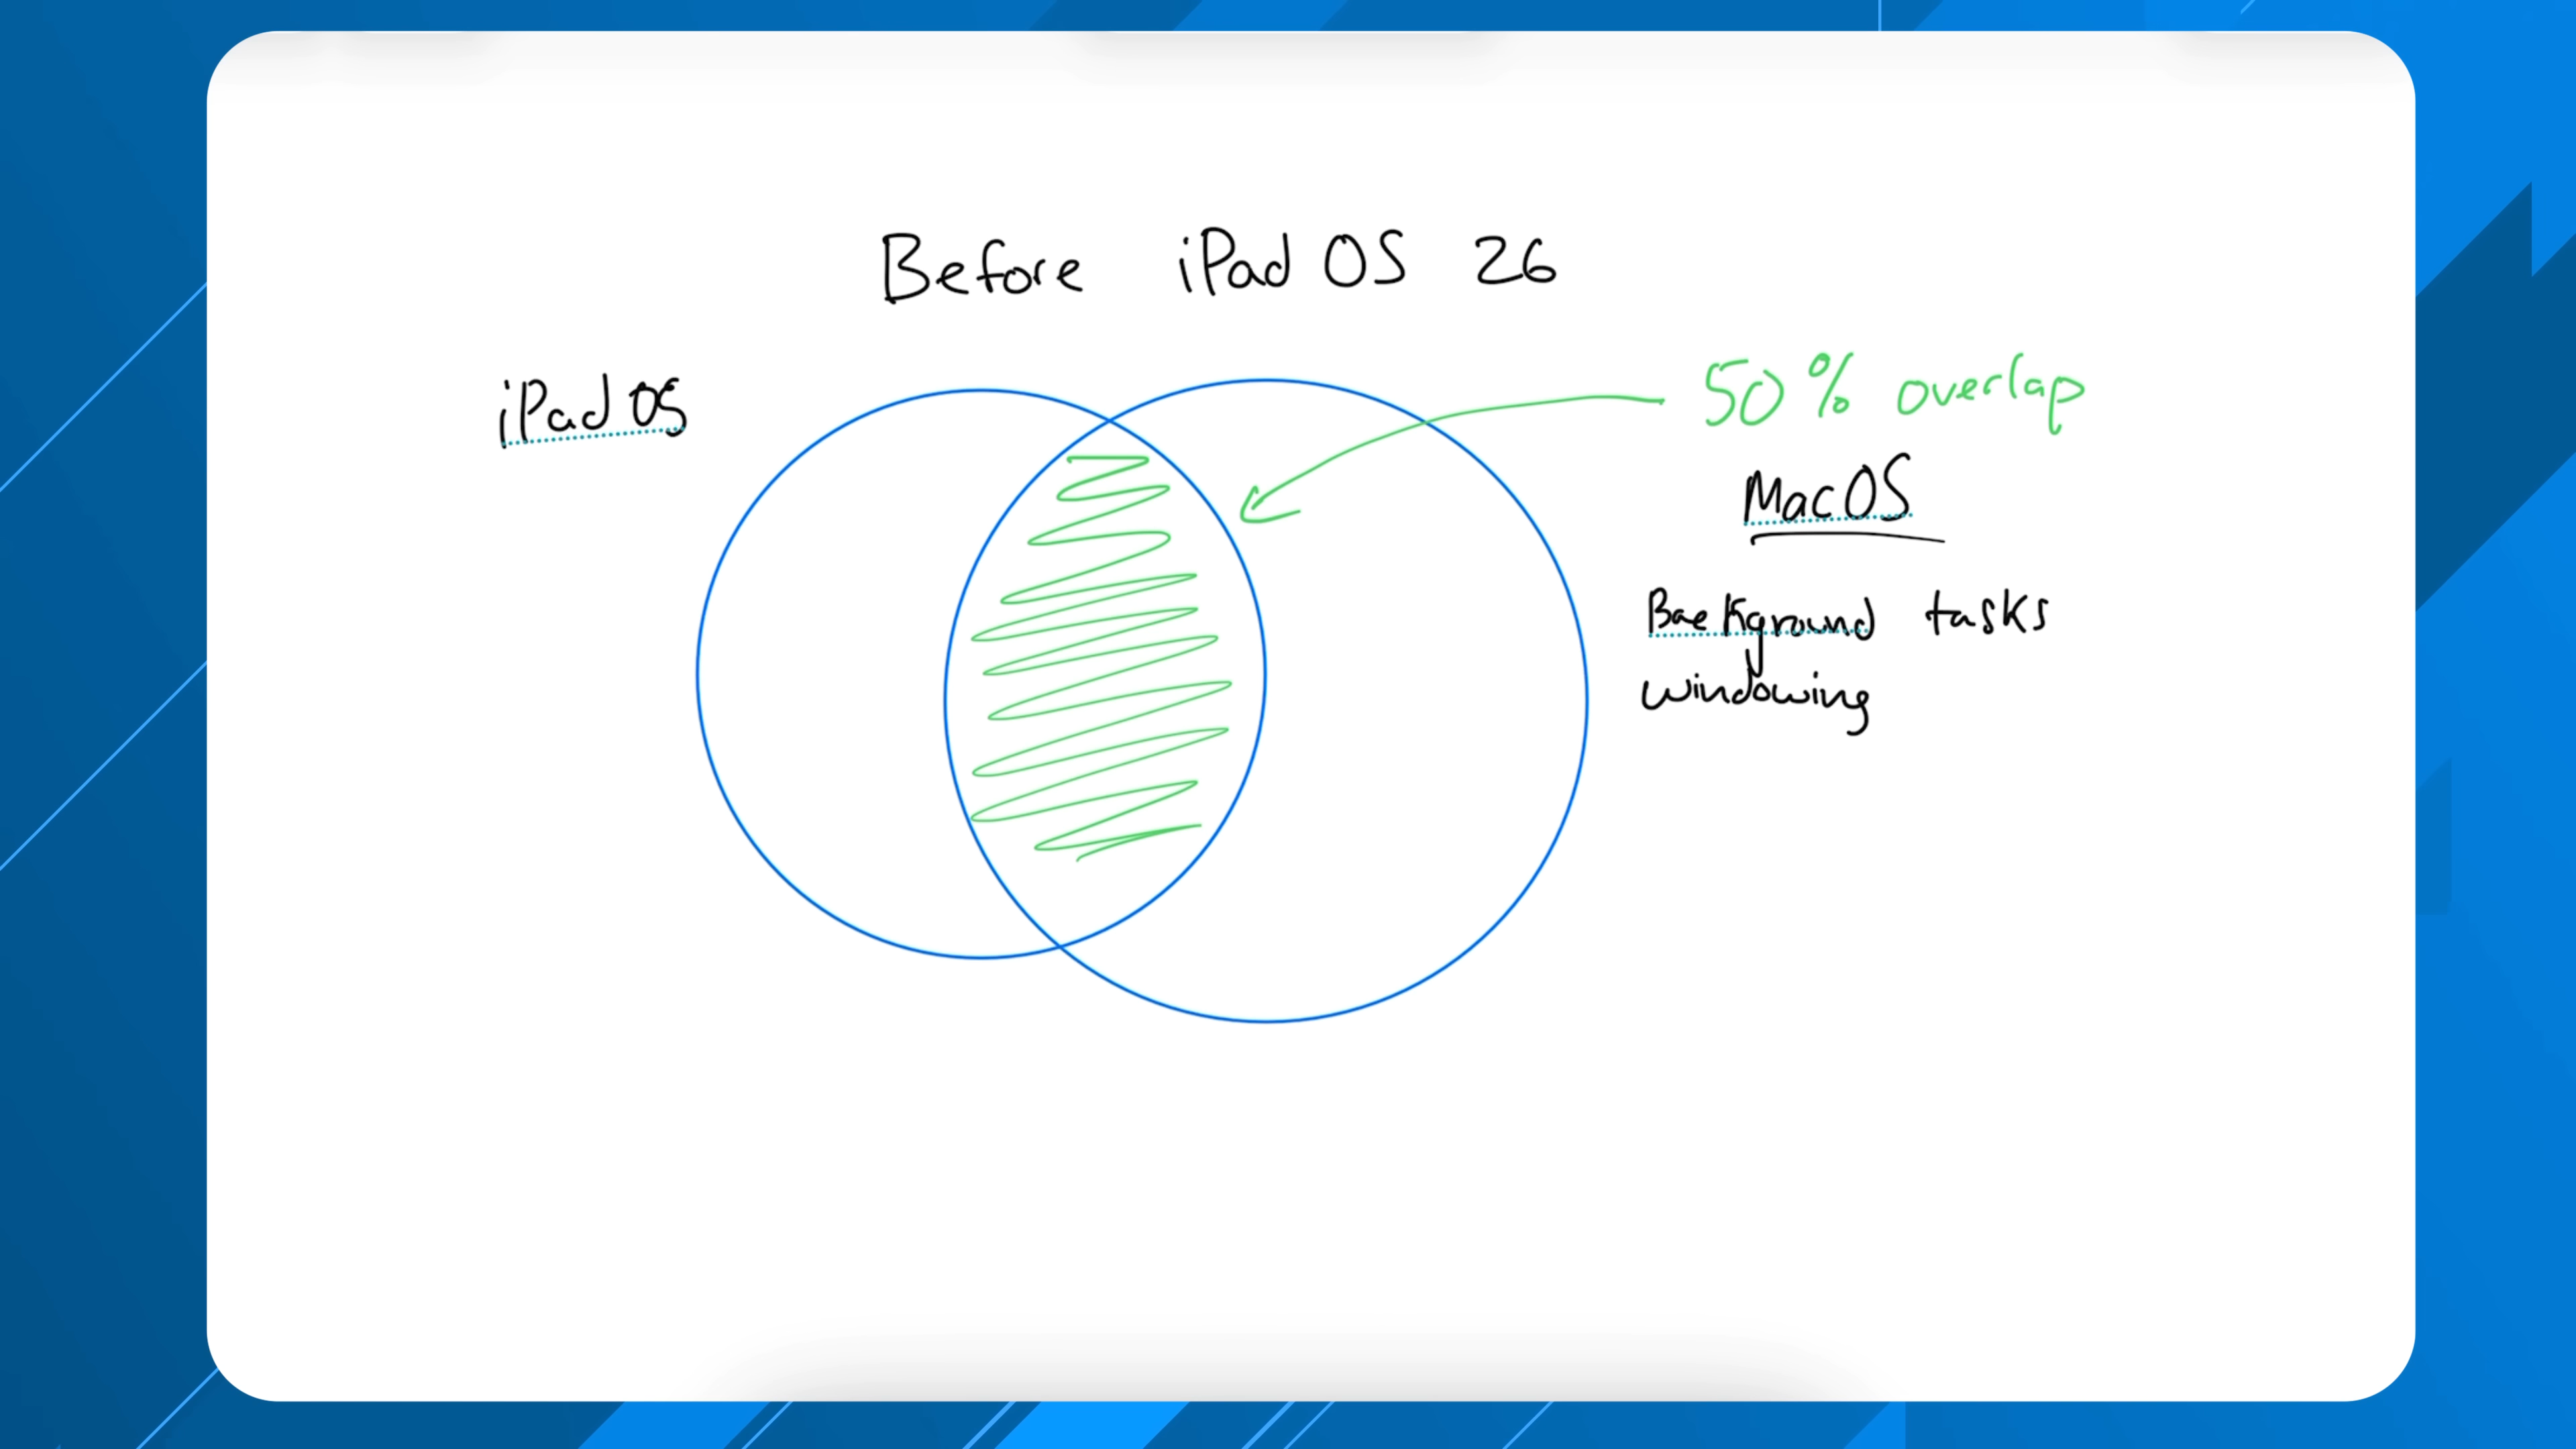 Before iPad OS 26
iPad OS
50% overlap
MacOS
Background tasks
windowing